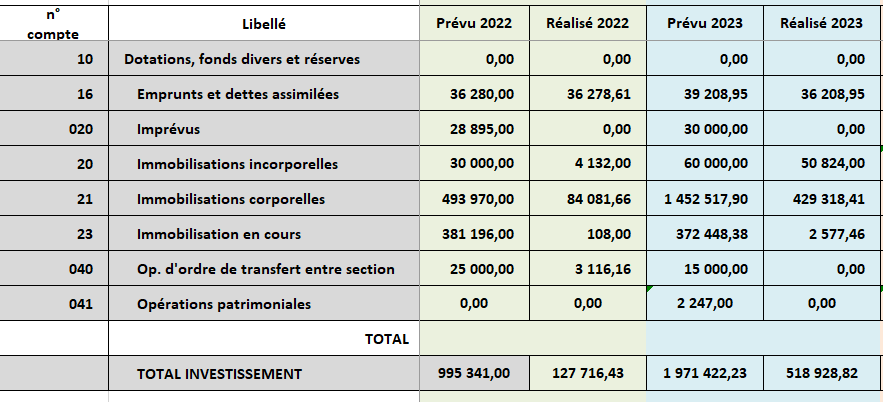 n° compte Libellé Prévu 2022 Réalisé 2022 Prévu 2023 Réalisé 2023
10 Dotations, fonds divers et réserves 0,00 0,00 0,00 0,00
16 Emprunts et dettes assimilées 36 280,00 36 278,61 39 208,95 36 208,95
020 Imprévus 28 895,00 0,00 30 000,00 0,00
20 Immobilisations incorporelles 30 000,00 4 132,00 60 000,00 50 824,00
21 Immobilisations corporelles 493 970,00 84 081,66 1 452 517,90 429 318,41
23 Immobilisation en cours 381 196,00 108,00 372 448,38 2 577,46
040 Op. d'ordre de transfert entre section 25 000,00 3 116,16 15 000,00 0,00
041 Opérations patrimoniales 0,00 0,00 2 247,00 0,00
TOTAL
TOTAL INVESTISSEMENT 995 341,00 127 716,43 1 971 422,23 518 928,82